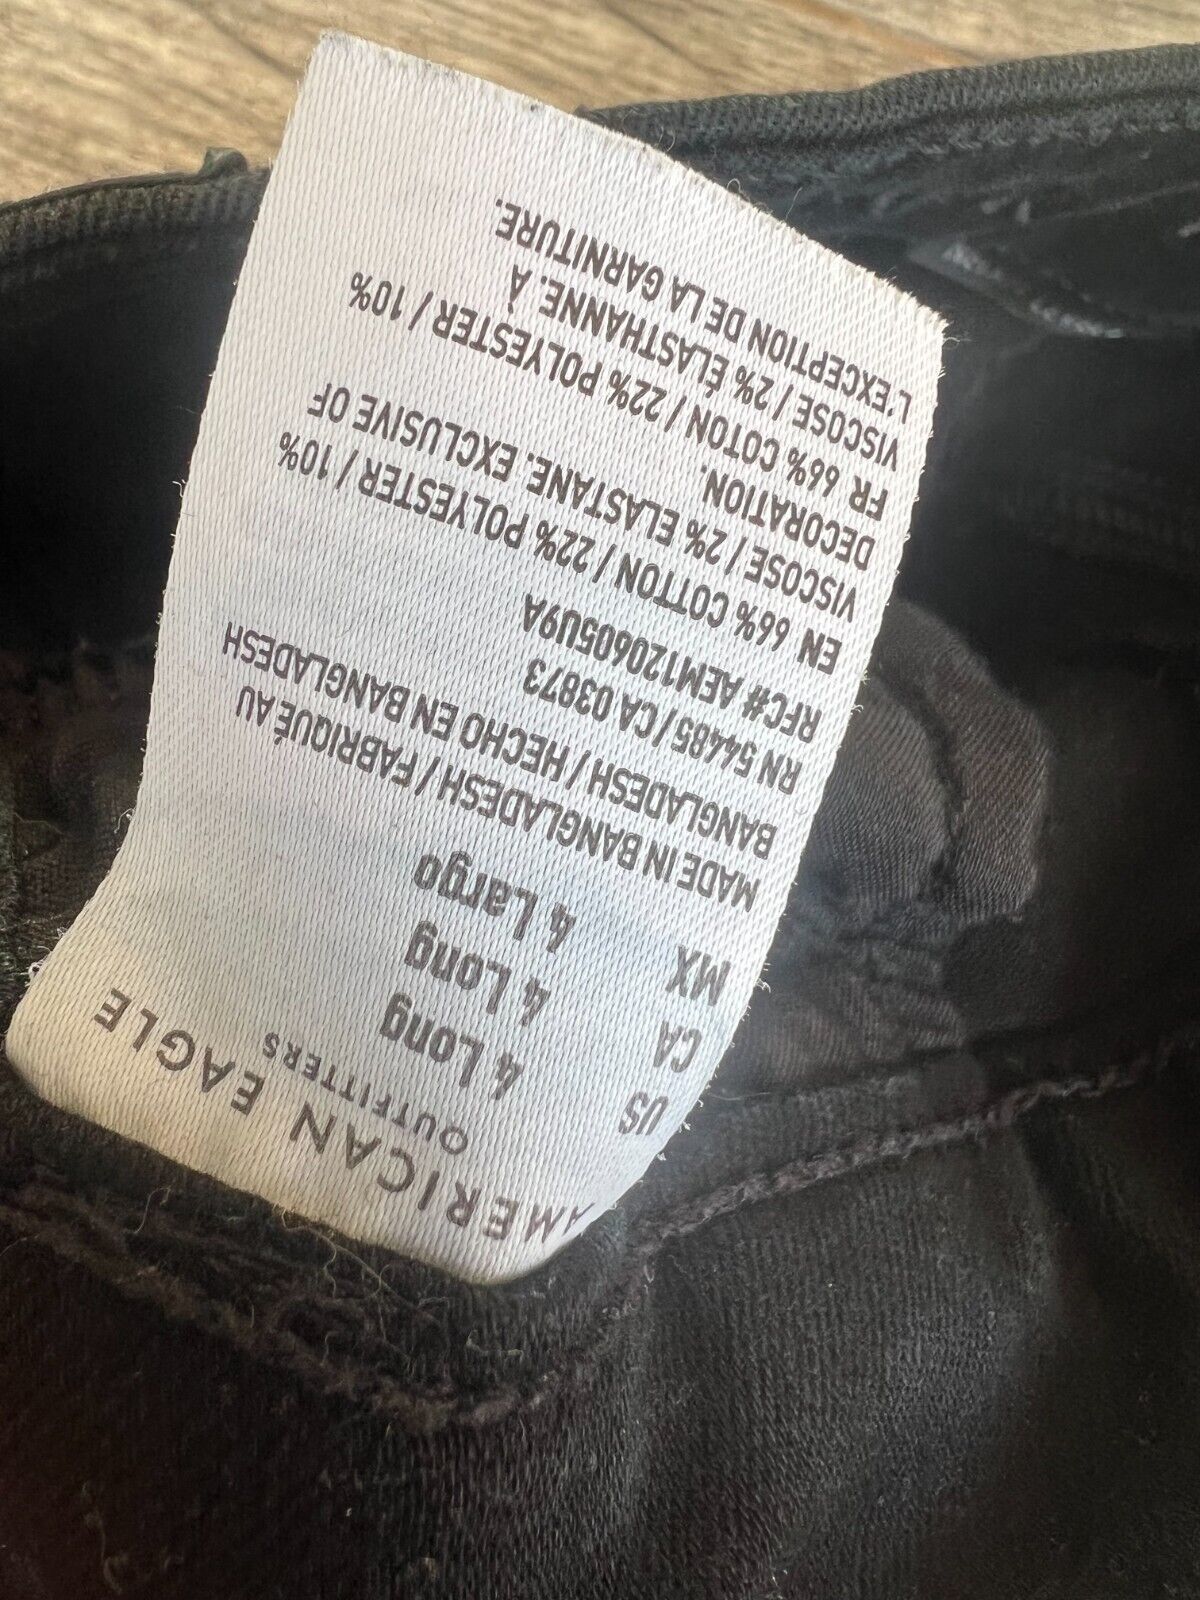 AMERICAN EAGLE
OUTFITTERS
US 4 Long
CA 4 Long
MX 4 Largo
MADE IN BANGLADESH / FABRIQUÉ AU
BANGLADESH / HECHO EN BANGLADESH
RN 54485 / CA 03873
RFC# AEM120605U9A
EN 66% COTTON / 22% POLYESTER / 10%
VISCOSE / 2% ELASTANE. EXCLUSIVE OF
DECORATION.
FR 66% COTON / 22% POLYESTER / 10%
VISCOSE / 2% ÉLASTHANNE. À
L'EXCEPTION DE LA GARNITURE.